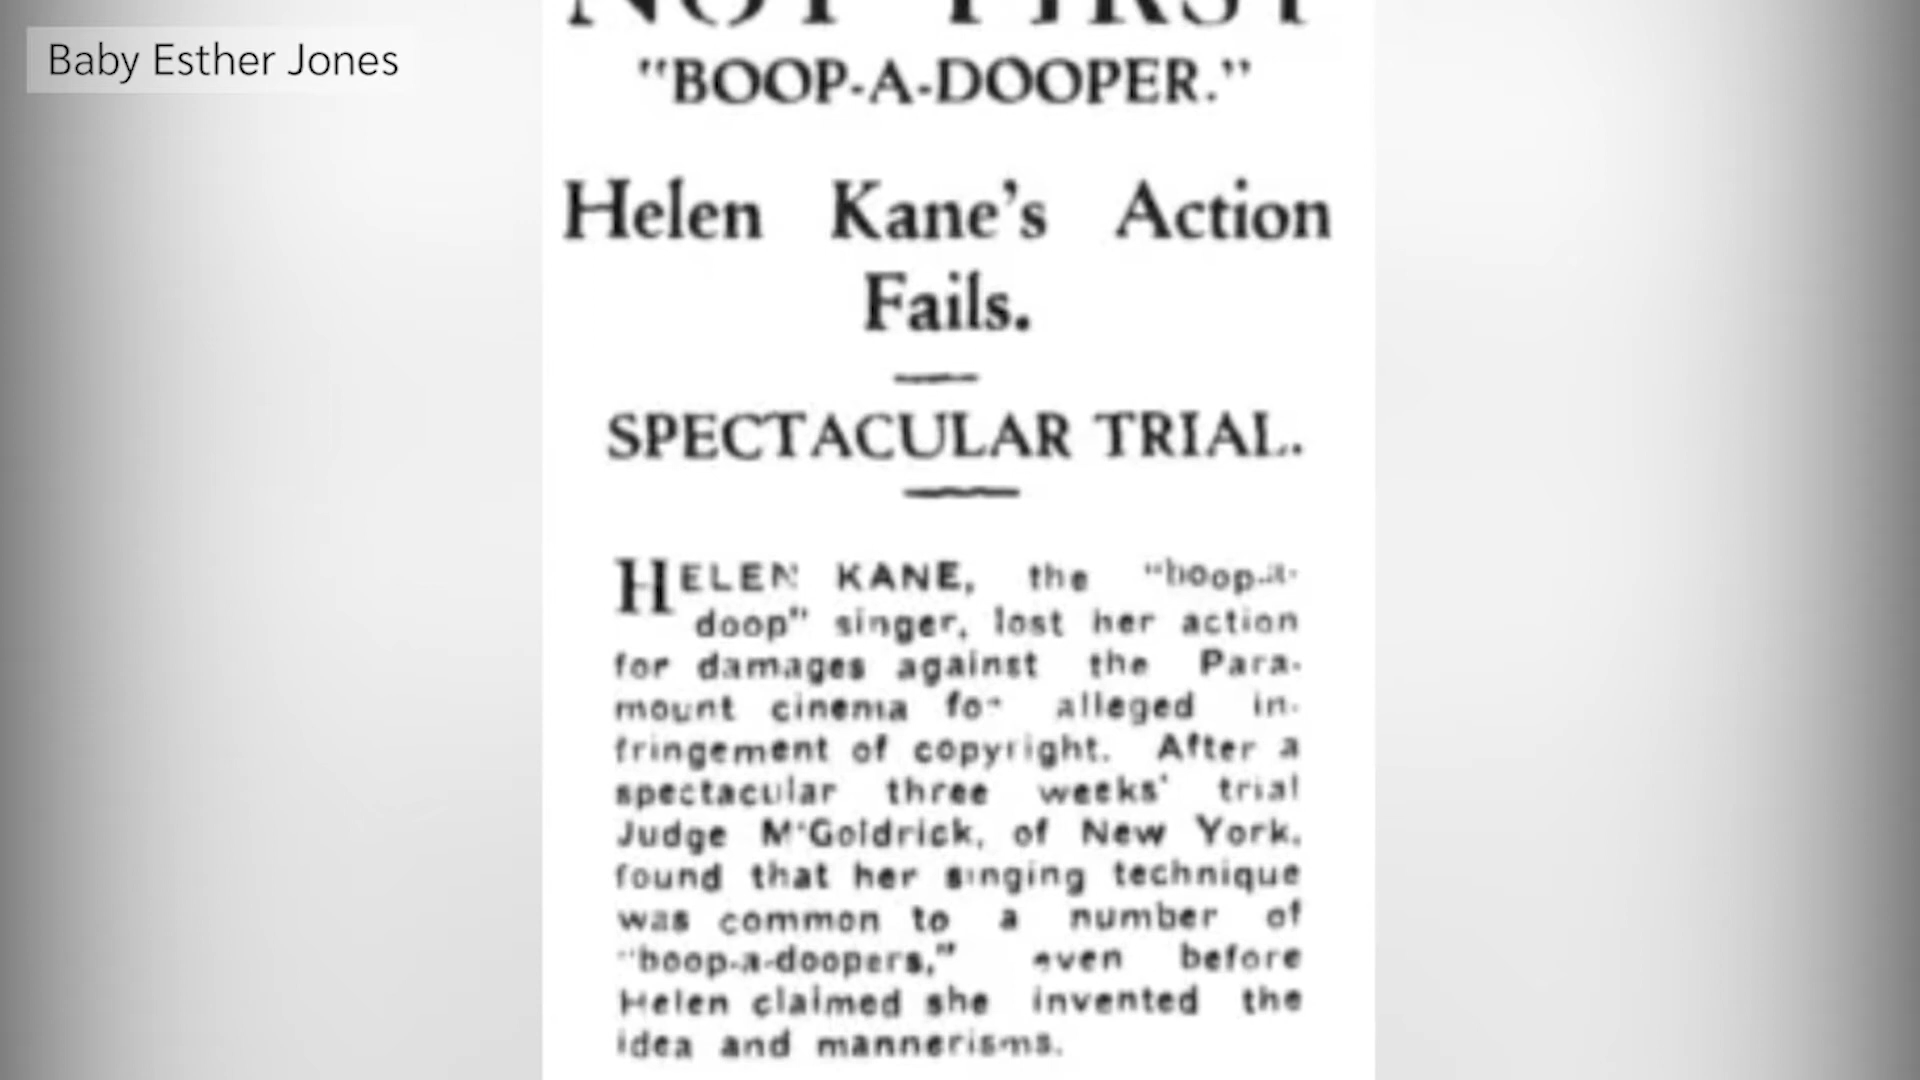 Baby Esther Jones
NOT FIRST
"BOOP-A-DOOPER."
Helen Kane's Action
Fails.
SPECTACULAR TRIAL.
HELEN KANE, the "boop-a-
doop" singer, lost her action
for damages against the Para-
mount cinema for alleged in-
fringement of copyright. After a
spectacular three weeks' trial
Judge M'Goldrick, of New York,
found that her singing technique
was common to a number of
"boop-a-doopers," even before
Helen claimed she invented the
idea and mannerisms.